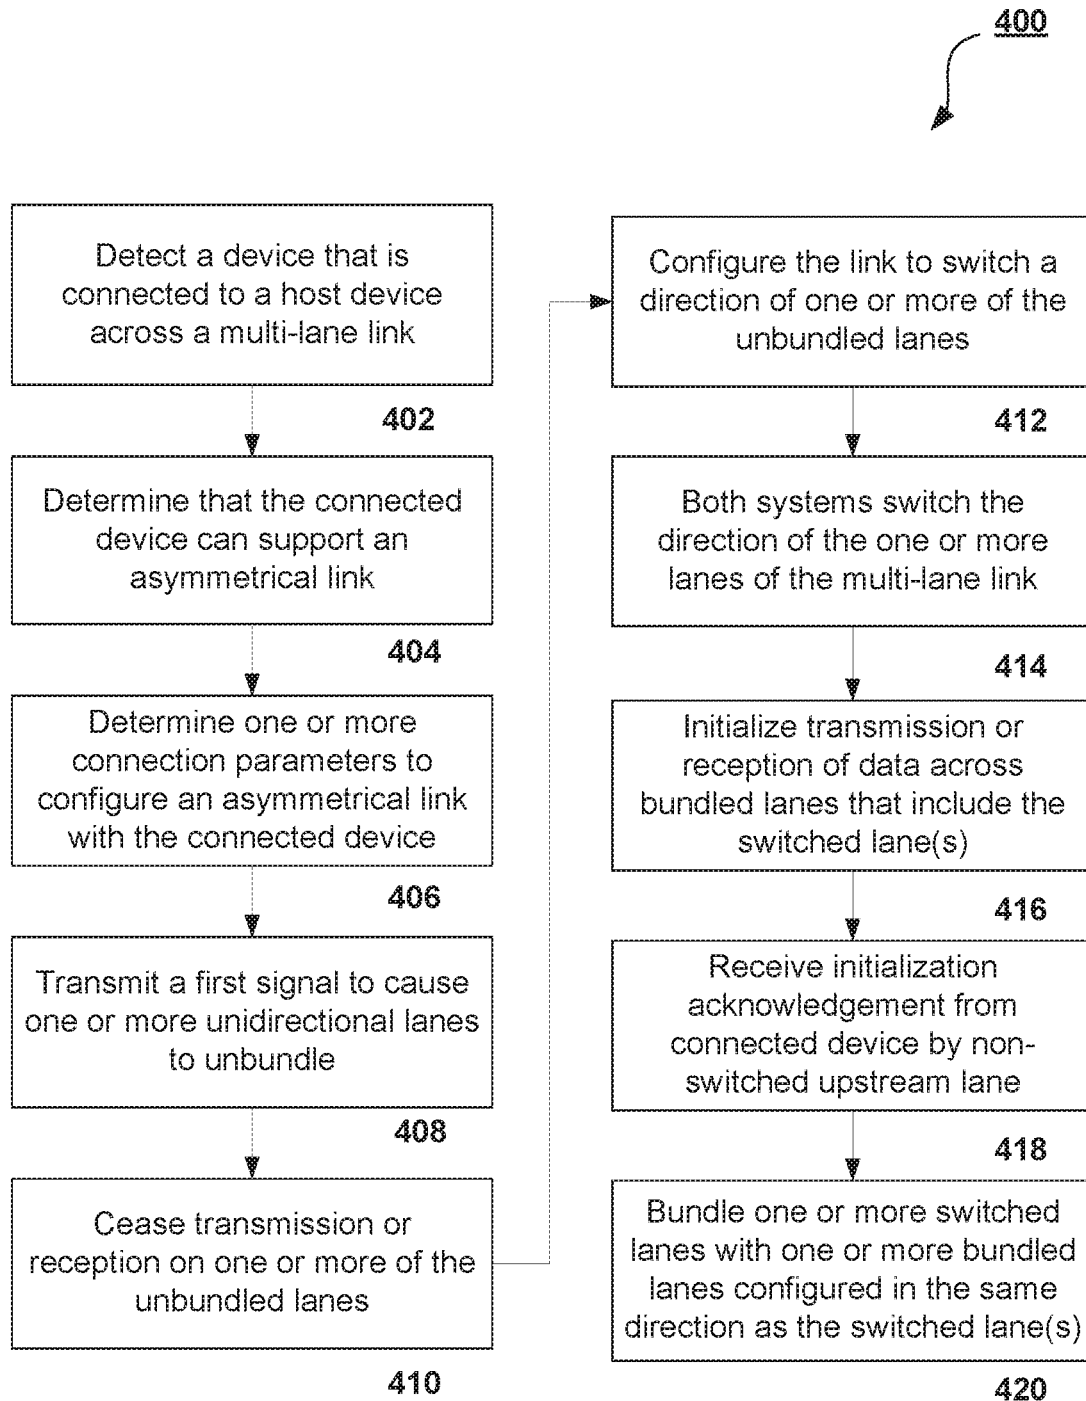 400
Detect a device that is
connected to a host device
across a multi-lane link
402
Determine that the connected
device can support an
asymmetrical link
404
Determine one or more
connection parameters to
configure an asymmetrical link
with the connected device
406
Transmit a first signal to cause
one or more unidirectional lanes
to unbundle
408
Cease transmission or
reception on one or more of the
unbundled lanes
410
Configure the link to switch a
direction of one or more of the
unbundled lanes
412
Both systems switch the
direction of the one or more
lanes of the multi-lane link
414
Initialize transmission or
reception of data across
bundled lanes that include the
switched lane(s)
416
Receive initialization
acknowledgement from
connected device by non-
switched upstream lane
418
Bundle one or more switched
lanes with one or more bundled
lanes configured in the same
direction as the switched lane(s)
420